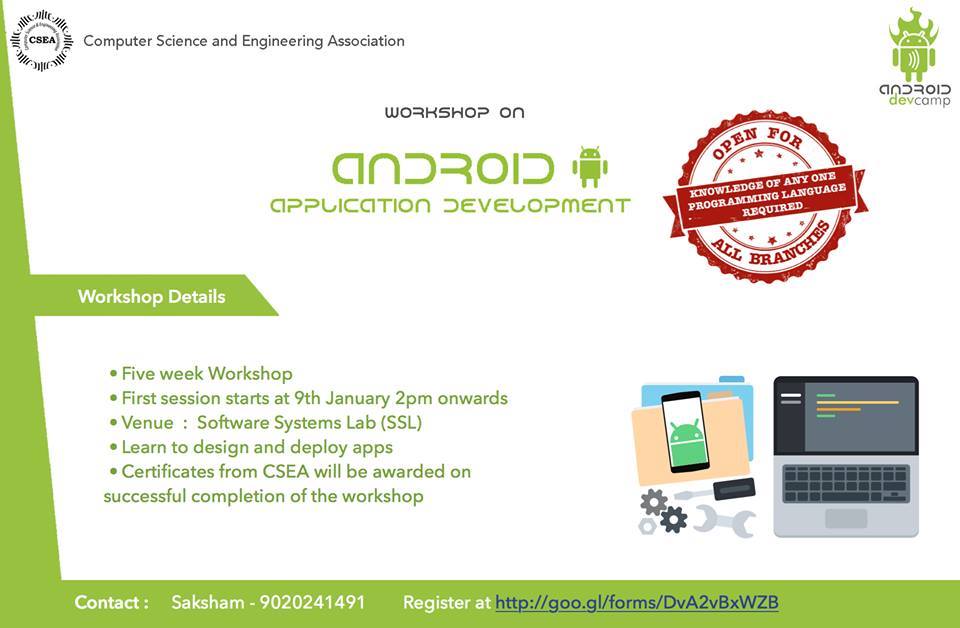 CSEA
Computer Science and Engineering Association
ANDROID
devcamp
WORKSHOP ON
ANDROID
APPLICATION DEVELOPMENT
OPEN FOR
KNOWLEDGE OF ANY ONE
PROGRAMMING LANGUAGE
REQUIRED
ALL BRANCHES
Workshop Details
• Five week Workshop
• First session starts at 9th January 2pm onwards
• Venue : Software Systems Lab (SSL)
• Learn to design and deploy apps
• Certificates from CSEA will be awarded on
successful completion of the workshop
Contact : Saksham - 9020241491 Register at http://goo.gl/forms/DvA2vBxWZB